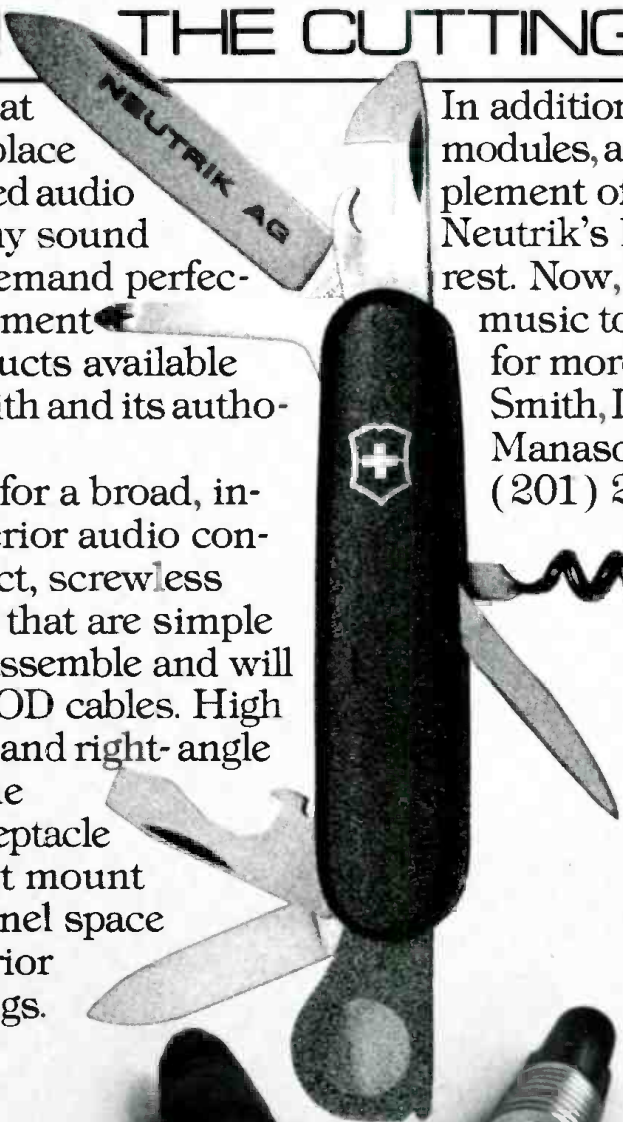 THE CUTTING
NEUTRIK AG
at
place
ed audio
ny sound
emand perfec-
ment
ucts available
ith and its autho-
for a broad, in-
erior audio con-
ct, screwless
that are simple
assemble and will
OD cables. High
and right-angle
le
eptacle
t mount
nel space
rior
gs.
In addition
modules, a
plement of
Neutrik's
rest. Now,
music to
for more
Smith, I
Manasq
(201) 2